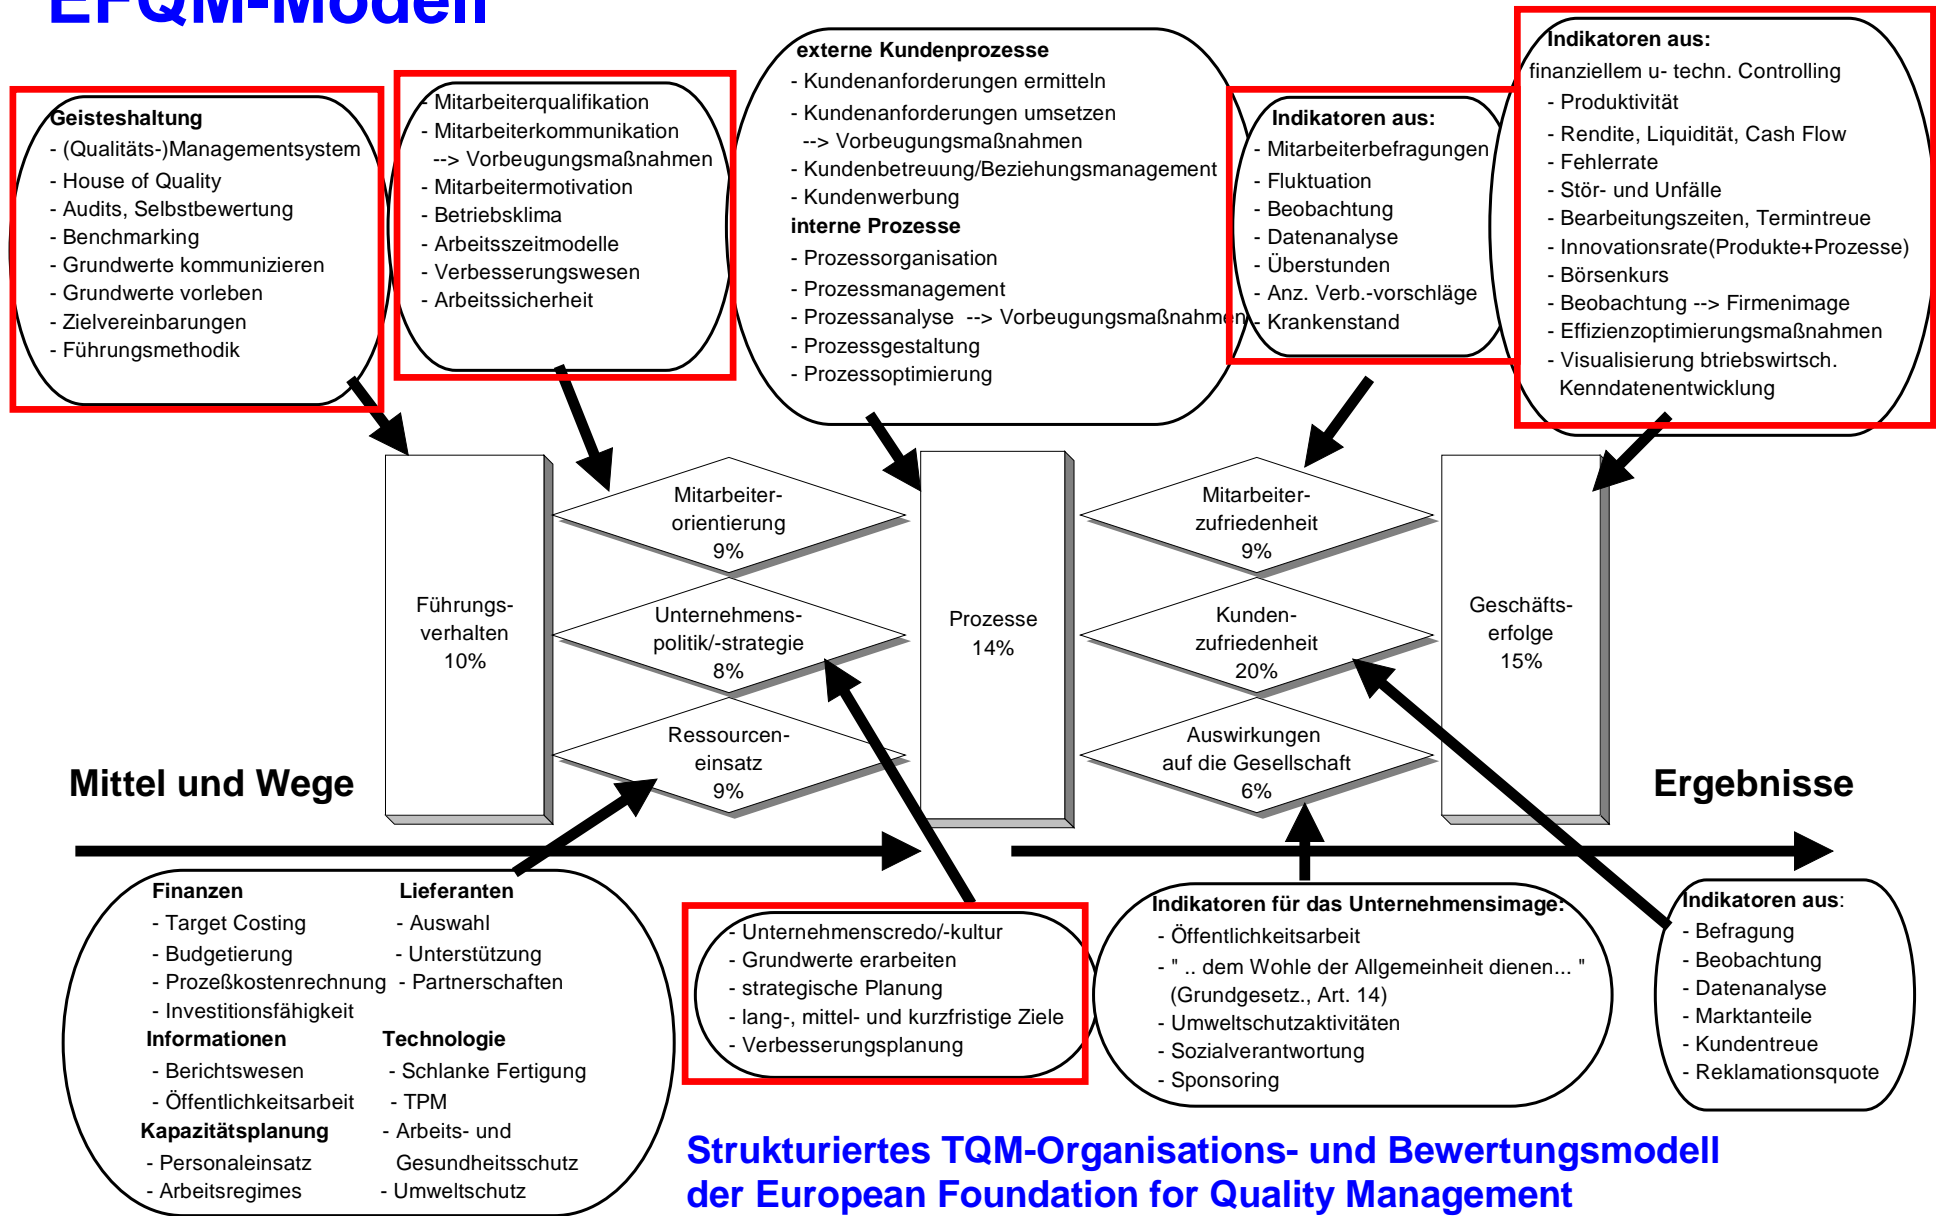 EFQM-Modell
Geisteshaltung
- (Qualitäts-)Managementsystem
- House of Quality
- Audits, Selbstbewertung
- Benchmarking
- Grundwerte kommunizieren
- Grundwerte vorleben
- Zielvereinbarungen
- Führungsmethodik
- Mitarbeiterqualifikation
- Mitarbeiterkommunikation
--> Vorbeugungsmaßnahmen
- Mitarbeitermotivation
- Betriebsklima
- Arbeitsszeitmodelle
- Verbesserungswesen
- Arbeitssicherheit
externe Kundenprozesse
- Kundenanforderungen ermitteln
- Kundenanforderungen umsetzen
--> Vorbeugungsmaßnahmen
- Kundenbetreuung/Beziehungsmanagement
- Kundenwerbung
interne Prozesse
- Prozessorganisation
- Prozessmanagement
- Prozessanalyse --> Vorbeugungsmaßnahmen
- Prozessgestaltung
- Prozessoptimierung
Indikatoren aus:
- Mitarbeiterbefragungen
- Fluktuation
- Beobachtung
- Datenanalyse
- Überstunden
- Anz. Verb.-vorschläge
- Krankenstand
Indikatoren aus:
finanziellem u- techn. Controlling
- Produktivität
- Rendite, Liquidität, Cash Flow
- Fehlerrate
- Stör- und Unfälle
- Bearbeitungszeiten, Termintreue
- Innovationsrate(Produkte+Prozesse)
- Börsenkurs
- Beobachtung --> Firmenimage
- Effizienzoptimierungsmaßnahmen
- Visualisierung btriebswirtsch.
Kenndatenentwicklung
Führungs-
verhalten
10%
Mitarbeiter-
orientierung
9%
Unternehmens-
politik/-strategie
8%
Ressourcen-
einsatz
9%
Prozesse
14%
Mitarbeiter-
zufriedenheit
9%
Kunden-
zufriedenheit
20%
Auswirkungen
auf die Gesellschaft
6%
Geschäfts-
erfolge
15%
Mittel und Wege
Ergebnisse
Finanzen
- Target Costing
- Budgetierung
- Prozeßkostenrechnung
- Investitionsfähigkeit
Informationen
- Berichtswesen
- Öffentlichkeitsarbeit
Kapazitätsplanung
- Personaleinsatz
- Arbeitsregimes
Lieferanten
- Auswahl
- Unterstützung
- Partnerschaften
Technologie
- Schlanke Fertigung
- TPM
- Arbeits- und
Gesundheitsschutz
- Umweltschutz
- Unternehmenscredo/-kultur
- Grundwerte erarbeiten
- strategische Planung
- lang-, mittel- und kurzfristige Ziele
- Verbesserungsplanung
Indikatoren für das Unternehmensimage:
- Öffentlichkeitsarbeit
- " .. dem Wohle der Allgemeinheit dienen... "
(Grundgesetz., Art. 14)
- Umweltschutzaktivitäten
- Sozialverantwortung
- Sponsoring
Indikatoren aus:
- Befragung
- Beobachtung
- Datenanalyse
- Marktanteile
- Kundentreue
- Reklamationsquote
Strukturiertes TQM-Organisations- und Bewertungsmodell
der European Foundation for Quality Management